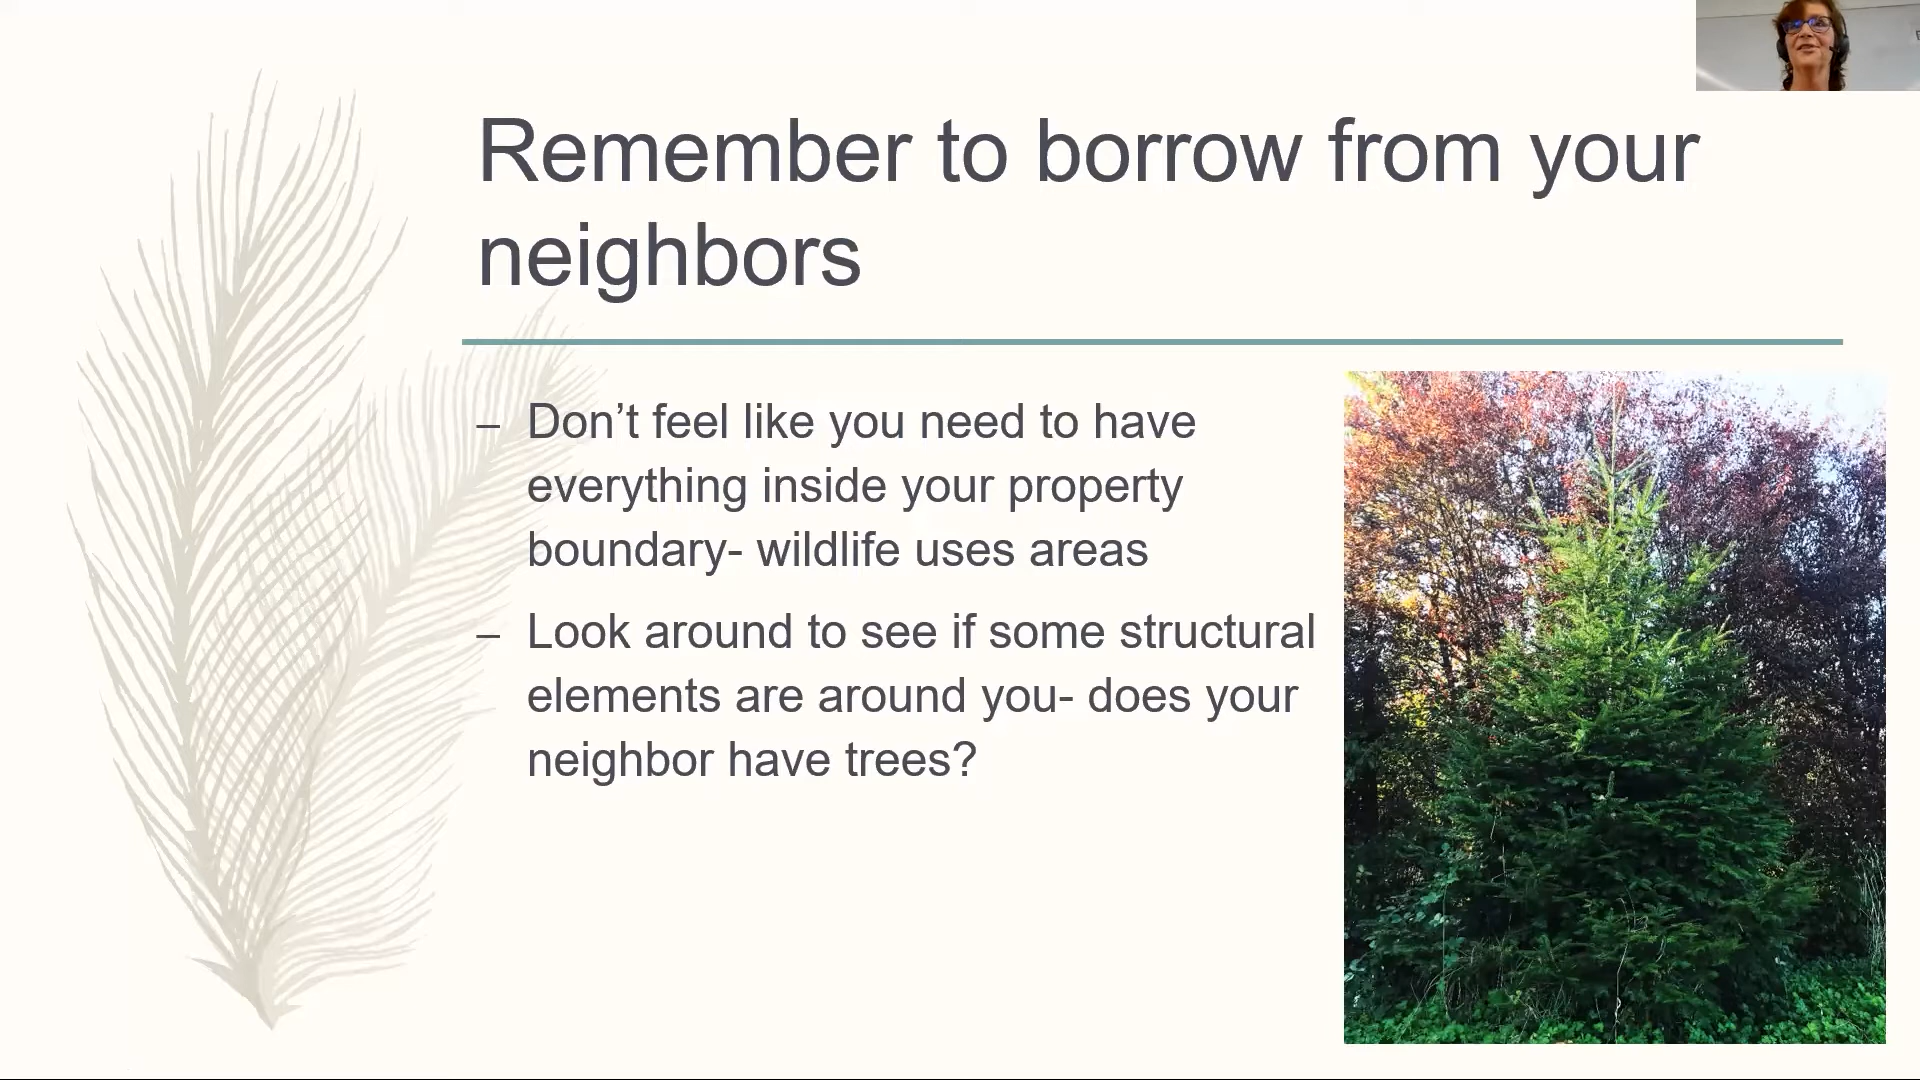 Remember to borrow from your
neighbors
– Don’t feel like you need to have
everything inside your property
boundary- wildlife uses areas
– Look around to see if some structural
elements are around you- does your
neighbor have trees?